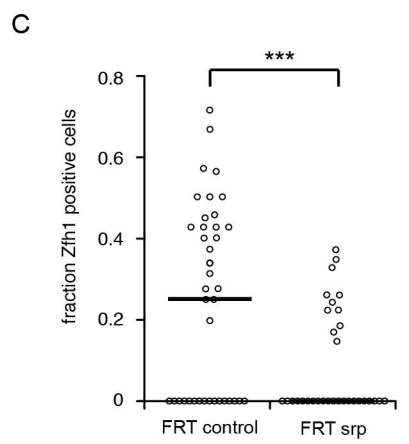 C
***
0.8
0.6
0.4
0.2
0
fraction Zfh1 positive cells
FRT control
FRT srp